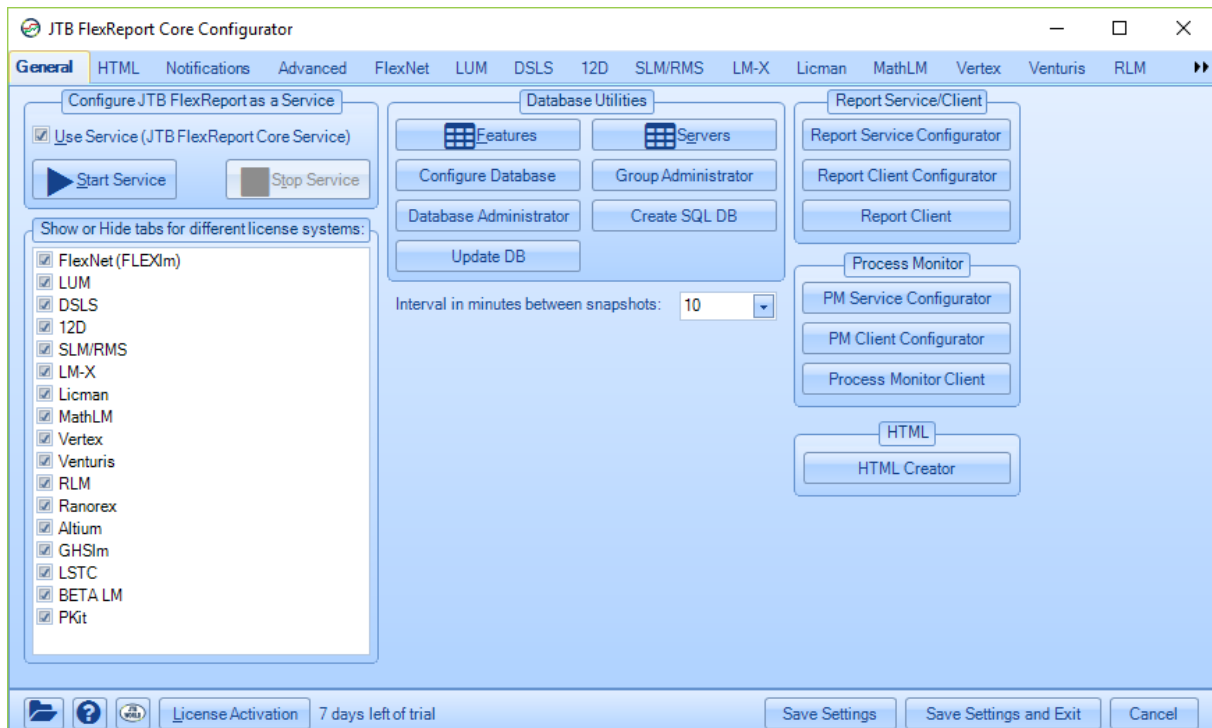 JTB FlexReport Core Configurator
General HTML Notifications Advanced FlexNet LUM DSLS 12D SLM/RMS LM-X Licman MathLM Vertex Venturis RLM
Configure JTB FlexReport as a Service
Use Service (JTB FlexReport Core Service)
Start Service Stop Service
Show or Hide tabs for different license systems:
FlexNet (FLEXlm)
LUM
DSLS
12D
SLM/RMS
LM-X
Licman
MathLM
Vertex
Venturis
RLM
Ranorex
Altium
GHSlm
LSTC
BETA LM
PKit
Database Utilities
Features Servers
Configure Database Group Administrator
Database Administrator Create SQL DB
Update DB
Interval in minutes between snapshots: 10
Report Service/Client
Report Service Configurator
Report Client Configurator
Report Client
Process Monitor
PM Service Configurator
PM Client Configurator
Process Monitor Client
HTML
HTML Creator
License Activation 7 days left of trial Save Settings Save Settings and Exit Cancel